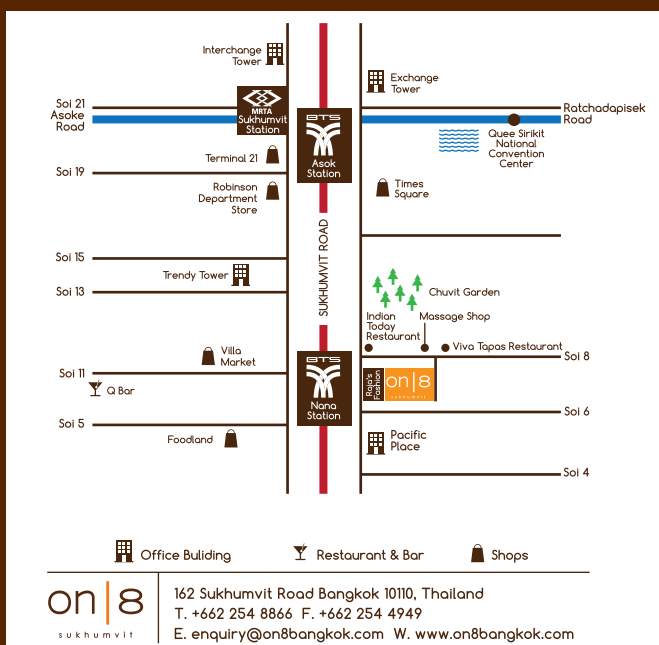 Interchange
Tower
Exchange
Tower
Soi 21
Asoke
Road
MRTA
Sukhumvit
Station
BTS
Asok
Station
Ratchadapisek
Road
Quee Sirikit
National
Convention
Center
Terminal 21
Soi 19
Robinson
Department
Store
Times
Square
SUKHUMVIT ROAD
Soi 15
Trendy Tower
Soi 13
Chuvit Garden
Indian
Today
Restaurant
Massage Shop
Viva Tapas Restaurant
Villa
Market
BTS
Nana
Station
Soi 8
Raja's
Fashion
on|8
sukhumvit
Soi 11
Q Bar
Soi 6
Soi 5
Foodland
Pacific
Place
Soi 4
Office Buliding
Restaurant & Bar
Shops
on|8
sukhumvit
162 Sukhumvit Road Bangkok 10110, Thailand
T. +662 254 8866 F. +662 254 4949
E. enquiry@on8bangkok.com W. www.on8bangkok.com